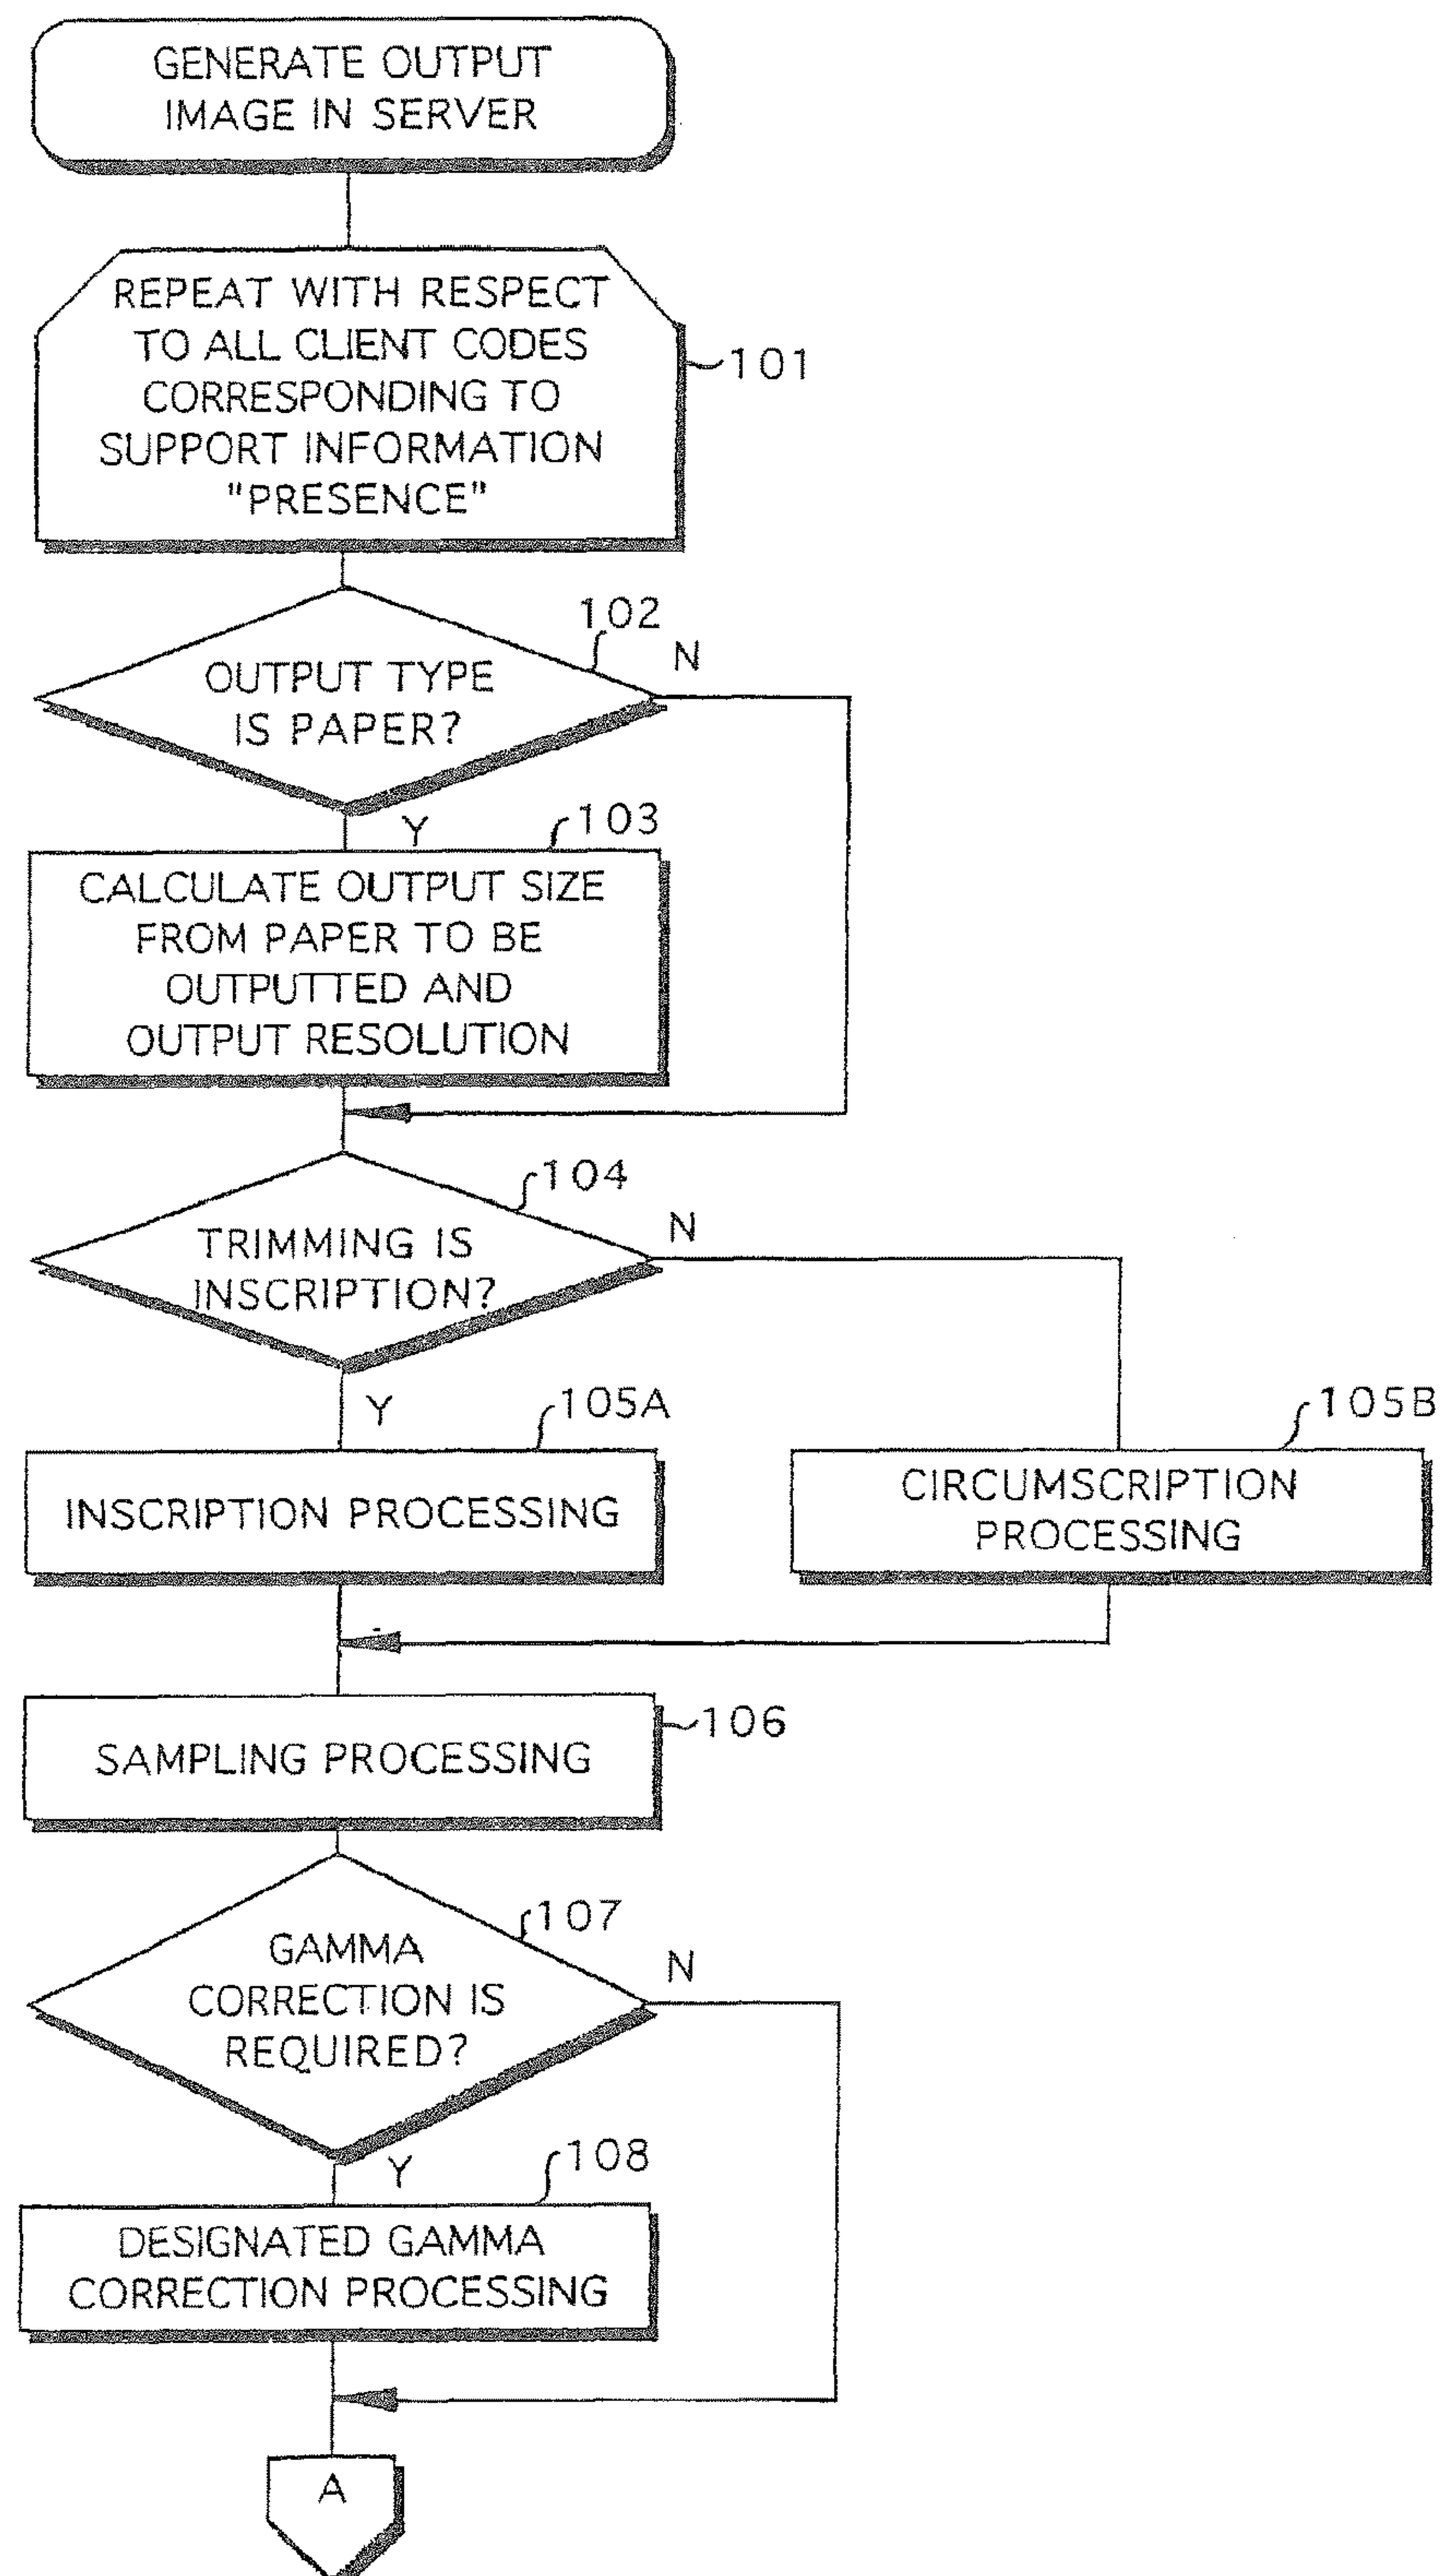 GENERATE OUTPUT
IMAGE IN SERVER
REPEAT WITH RESPECT
TO ALL CLIENT CODES
CORRESPONDING TO
SUPPORT INFORMATION
"PRESENCE"
101
102
N
OUTPUT TYPE
IS PAPER?
Y
103
CALCULATE OUTPUT SIZE
FROM PAPER TO BE
OUTPUTTED AND
OUTPUT RESOLUTION
104
N
TRIMMING IS
INSCRIPTION?
Y
105A
105B
INSCRIPTION PROCESSING
CIRCUMSCRIPTION
PROCESSING
106
SAMPLING PROCESSING
107
N
GAMMA
CORRECTION IS
REQUIRED?
Y
108
DESIGNATED GAMMA
CORRECTION PROCESSING
A